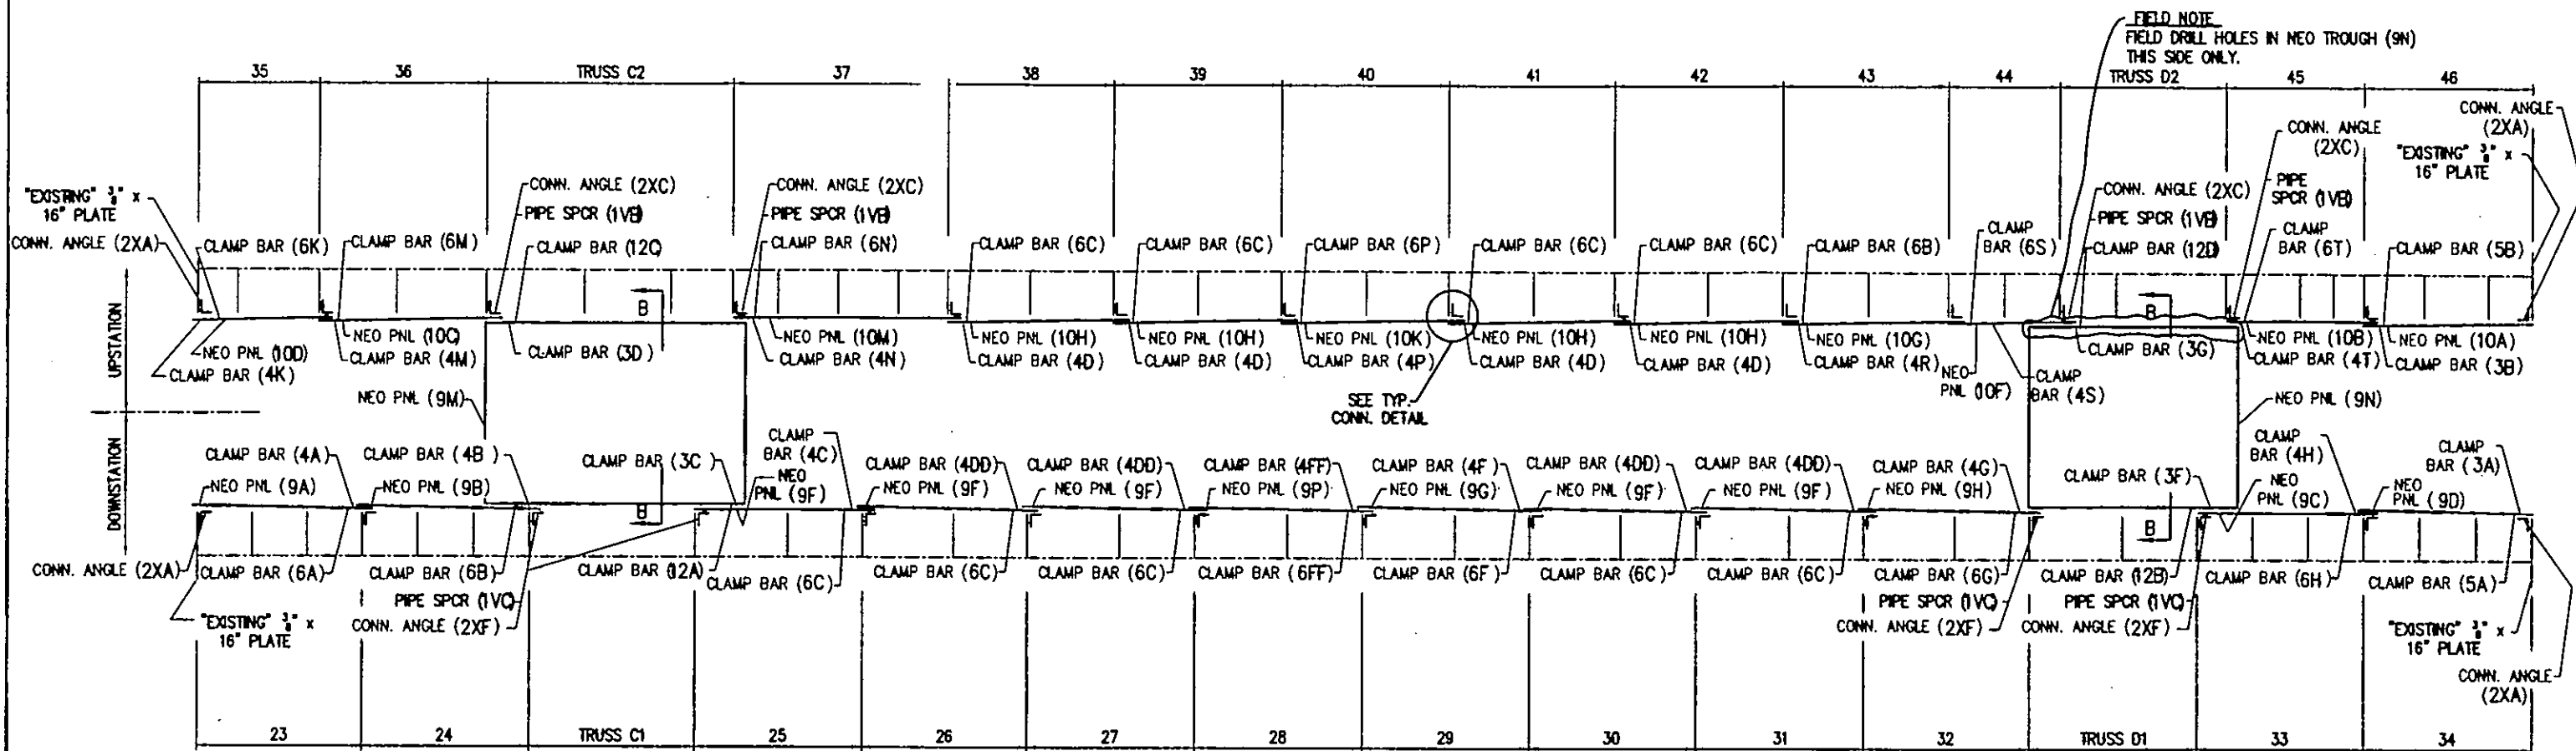 FIELD NOTE
FIELD DRILL HOLES IN NEO TROUGH (9N)
THIS SIDE ONLY.
35 36 TRUSS C2 37 38 39 40 41 42 43 44 TRUSS D2 45 46
CONN. ANGLE
(2XA)
CONN. ANGLE
(2XC)
"EXISTING" 3/8" x
16" PLATE
PIPE
SPCR (1VB)
CONN. ANGLE (2XC)
PIPE SPCR (1VB)
CONN. ANGLE (2XC)
PIPE SPCR (1VB)
CONN. ANGLE (2XC)
PIPE SPCR (1VB)
"EXISTING" 3/8" x
16" PLATE
CONN. ANGLE (2XA)
CLAMP BAR (6K)
CLAMP BAR (6M)
CLAMP BAR (12C)
CLAMP BAR (6N)
CLAMP BAR (6C)
CLAMP BAR (6C)
CLAMP BAR (6P)
CLAMP BAR (6C)
CLAMP BAR (6C)
CLAMP BAR (6B)
CLAMP
BAR (6S)
CLAMP BAR (12D)
CLAMP
BAR (6T)
CLAMP BAR (5B)
UPSTATION
B
B
NEO PNL (10D)
CLAMP BAR (4K)
NEO PNL (10C)
CLAMP BAR (4M)
CLAMP BAR (3D)
NEO PNL (10M)
CLAMP BAR (4N)
NEO PNL (10H)
CLAMP BAR (4D)
NEO PNL (10H)
CLAMP BAR (4D)
NEO PNL (10K)
CLAMP BAR (4P)
NEO PNL (10H)
CLAMP BAR (4D)
NEO PNL (10H)
CLAMP BAR (4D)
NEO PNL (10G)
CLAMP BAR (4R)
NEO
PNL (10F)
CLAMP
BAR (4S)
CLAMP BAR (3G)
NEO PNL (10B)
CLAMP BAR (4T)
NEO PNL (10A)
CLAMP BAR (3B)
NEO PNL (9M)
SEE TYP.
CONN. DETAIL
NEO PNL (9N)
DOWNSTATION
CLAMP BAR (4A)
NEO PNL (9A)
CLAMP BAR (4B)
NEO PNL (9B)
CLAMP BAR (3C)
CLAMP
BAR (4C)
NEO
PNL (9F)
CLAMP BAR (4DD)
NEO PNL (9F)
CLAMP BAR (4DD)
NEO PNL (9F)
CLAMP BAR (4FF)
NEO PNL (9P)
CLAMP BAR (4F)
NEO PNL (9G)
CLAMP BAR (4DD)
NEO PNL (9F)
CLAMP BAR (4DD)
NEO PNL (9F)
CLAMP BAR (4G)
NEO PNL (9H)
CLAMP BAR (3F)
CLAMP
BAR (4H)
NEO
PNL (9C)
CLAMP
BAR (3A)
NEO
PNL (9D)
B
B
CONN. ANGLE (2XA)
CLAMP BAR (6A)
CLAMP BAR (6B)
CLAMP BAR (12A)
CLAMP BAR (6C)
CLAMP BAR (6C)
CLAMP BAR (6C)
CLAMP BAR (6FF)
CLAMP BAR (6F)
CLAMP BAR (6C)
CLAMP BAR (6C)
CLAMP BAR (6G)
CLAMP BAR (12B)
CLAMP BAR (6H)
CLAMP BAR (5A)
"EXISTING" 3/8" x
16" PLATE
PIPE SPCR (1VC)
CONN. ANGLE (2XF)
PIPE SPCR (1VC)
CONN. ANGLE (2XF)
PIPE SPCR (1VC)
CONN. ANGLE (2XF)
"EXISTING" 3/8" x
16" PLATE
CONN. ANGLE
(2XA)
23 24 TRUSS C1 25 26 27 28 29 30 31 32 TRUSS D1 33 34